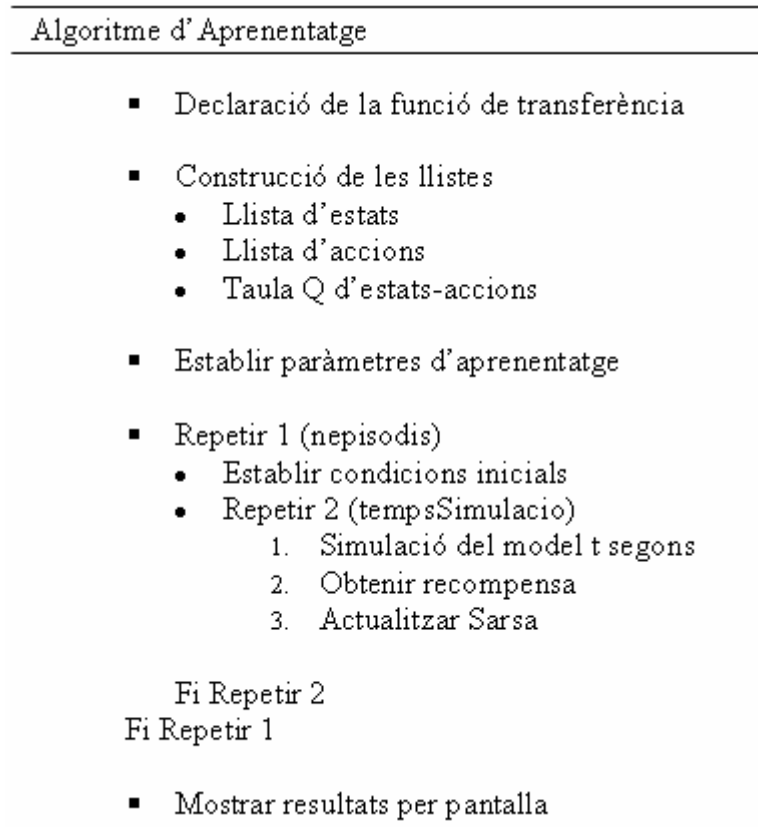 Algoritme d'Aprenentatge
▪ Declaració de la funció de transferència
▪ Construcció de les llistes
• Llista d'estats
• Llista d'accions
• Taula Q d'estats-accions
▪ Establir paràmetres d'aprenentatge
▪ Repetir 1 (nepisodis)
• Establir condicions inicials
• Repetir 2 (tempsSimulacio)
1. Simulació del model t segons
2. Obtenir recompensa
3. Actualitzar Sarsa
Fi Repetir 2
Fi Repetir 1
▪ Mostrar resultats per pantalla